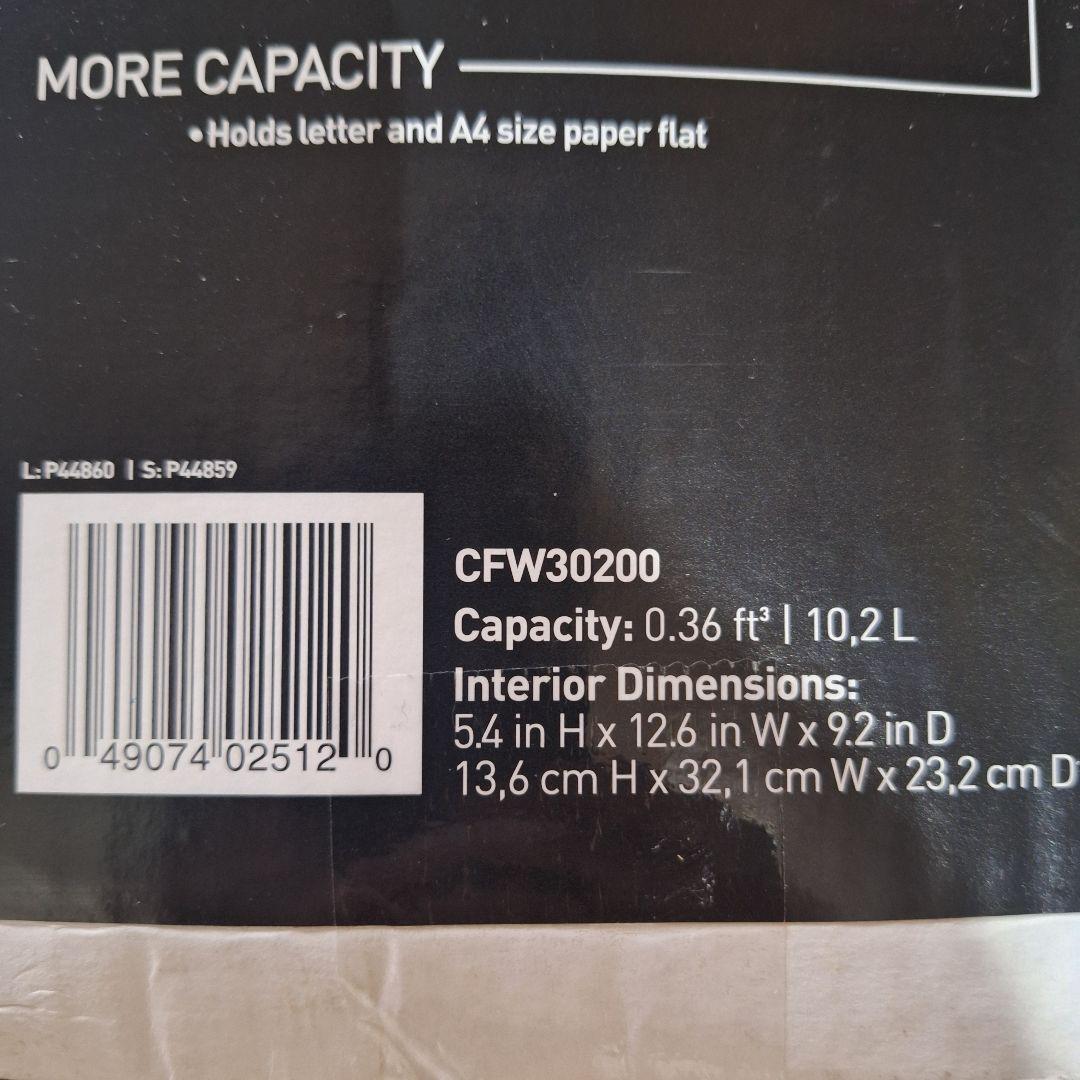 MORE CAPACITY
• Holds letter and A4 size paper flat
L: P44860 | S: P44859
CFW30200
Capacity: 0.36 ft³ | 10,2 L
Interior Dimensions:
5.4 in H x 12.6 in W x 9.2 in D
13,6 cm H x 32,1 cm W x 23,2 cm D
0 49074 02512 0